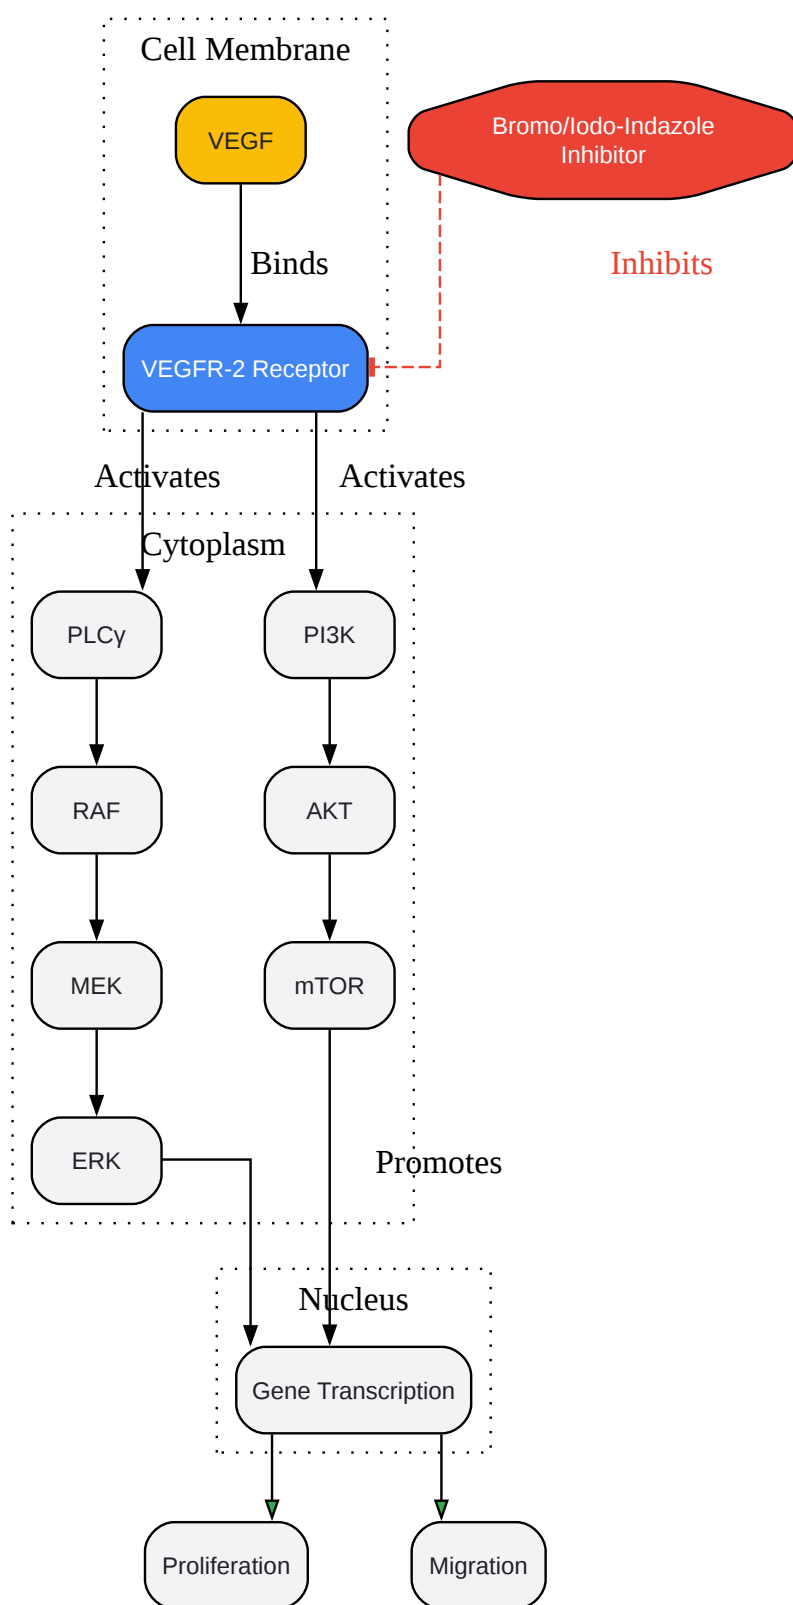 Cell Membrane
VEGF
Bromo/Iodo-Indazole
Inhibitor
Binds
Inhibits
VEGFR-2 Receptor
Activates
Activates
Cytoplasm
PLCγ
PI3K
RAF
AKT
MEK
mTOR
ERK
Promotes
Nucleus
Gene Transcription
Proliferation
Migration